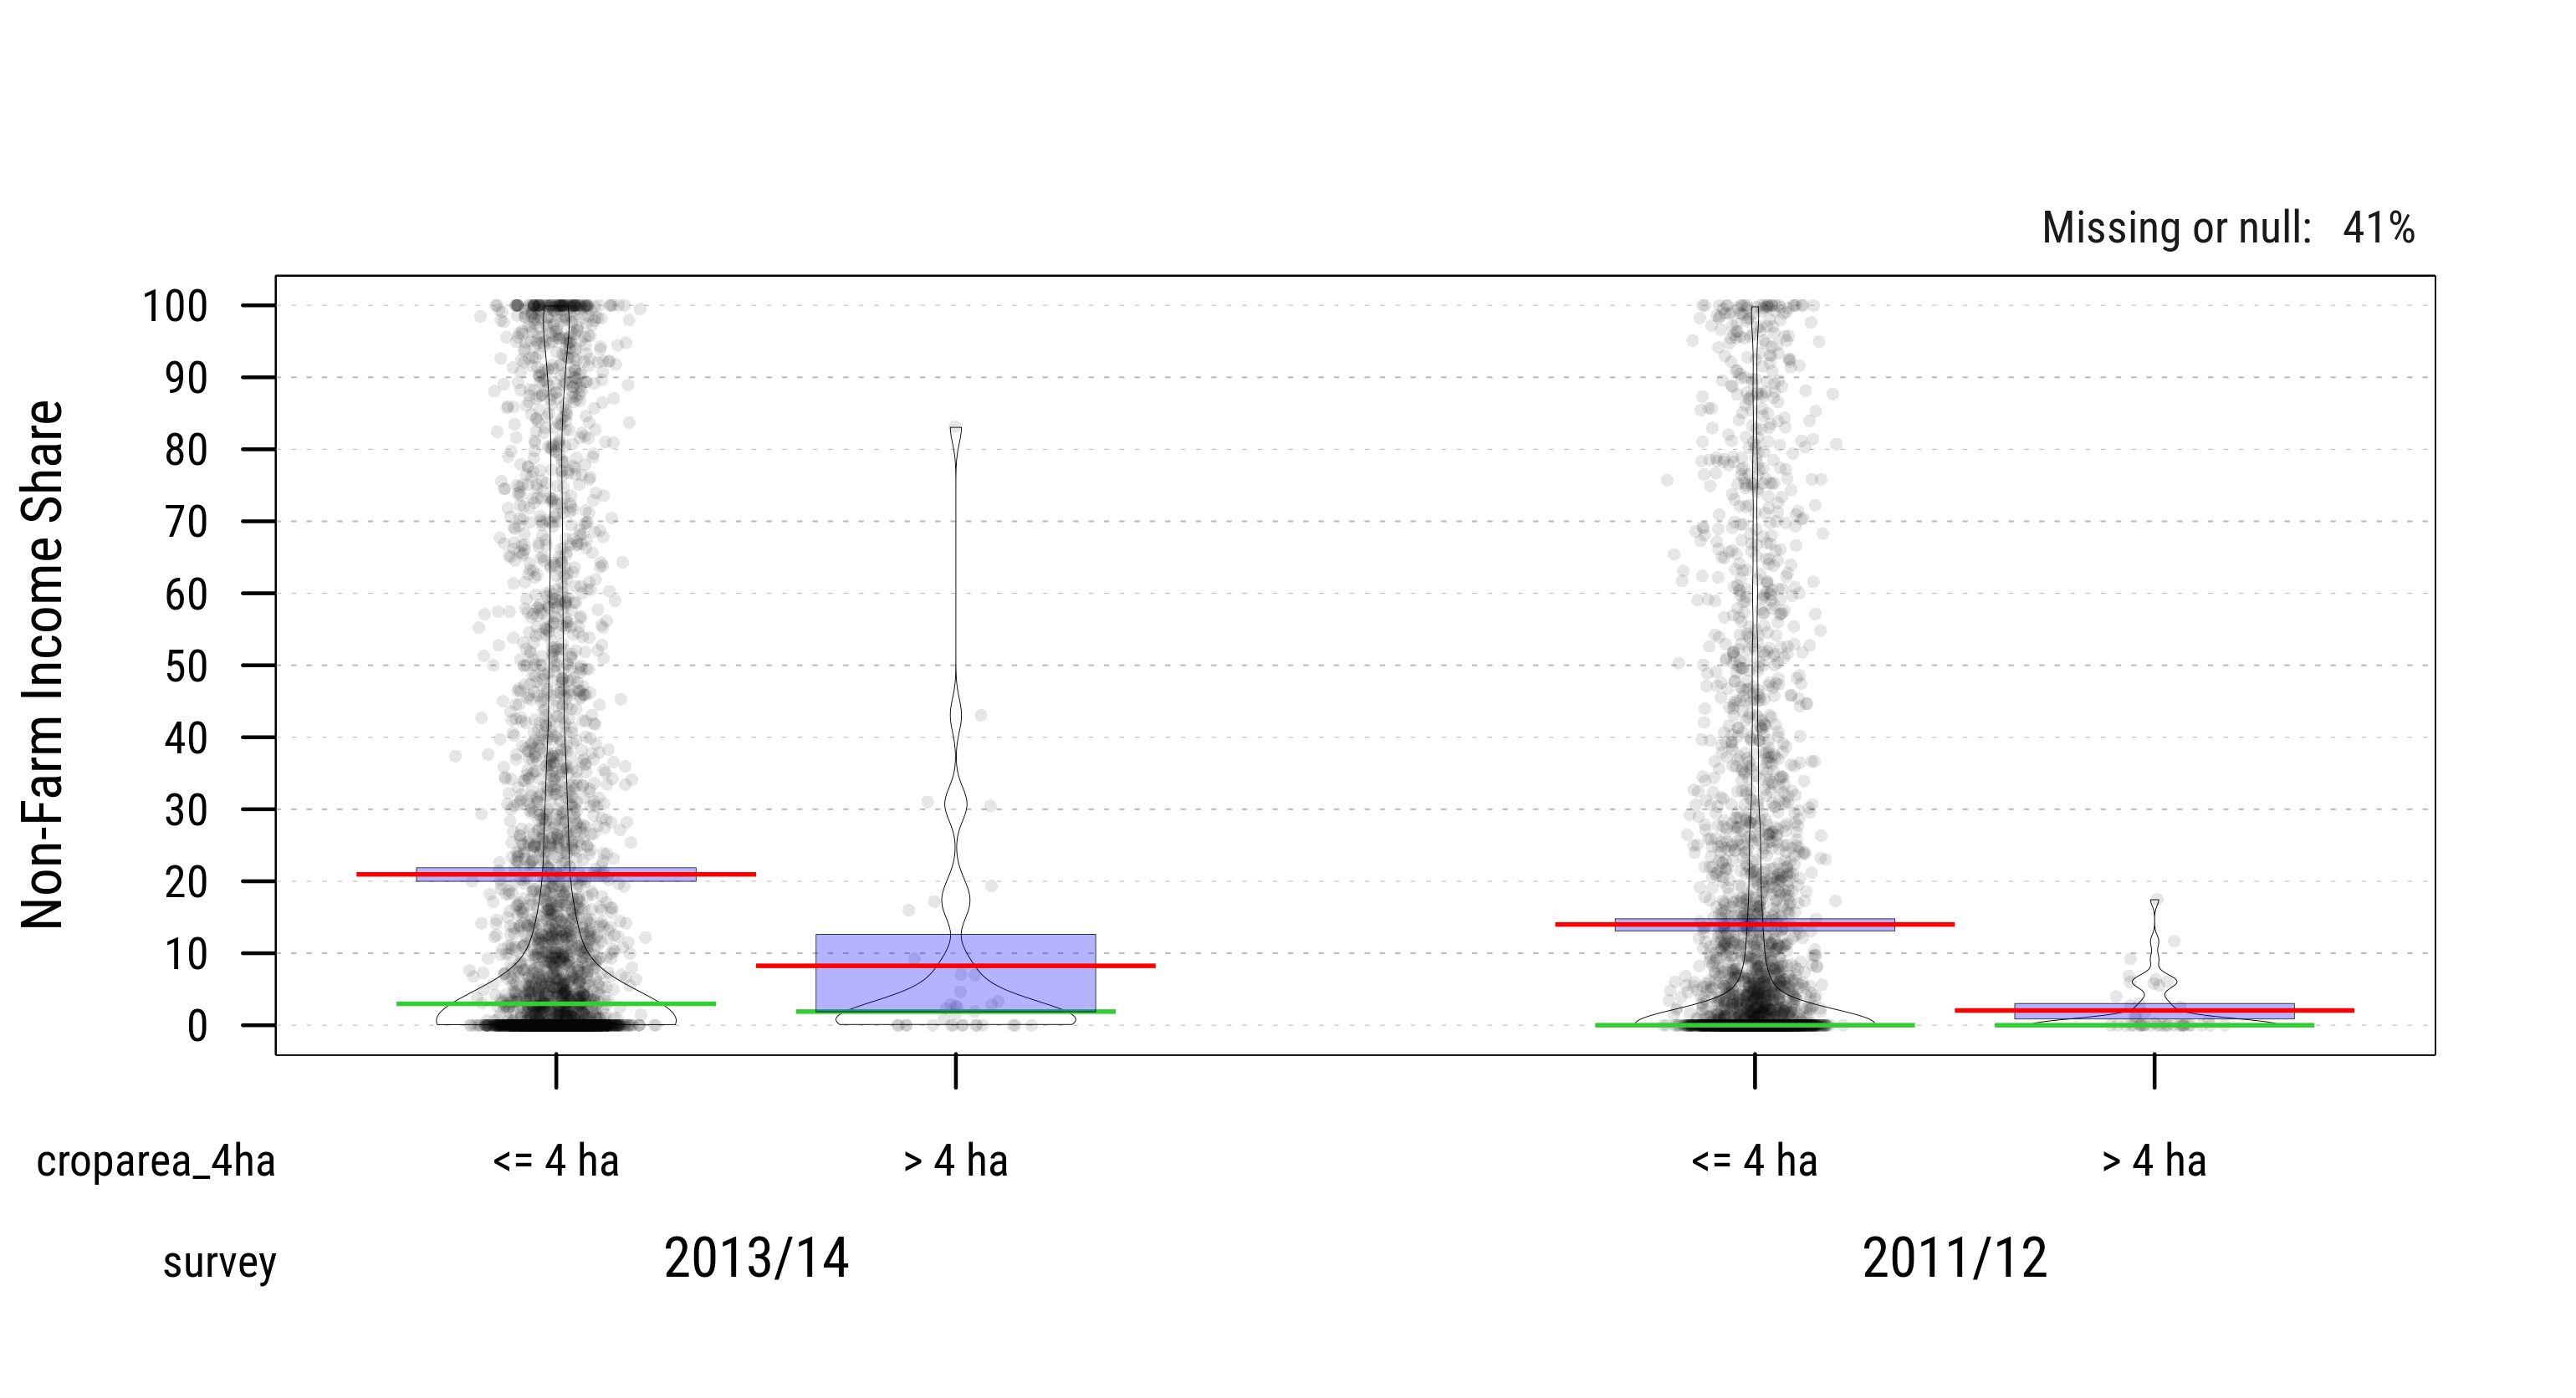 Missing or null: 41%
Non-Farm Income Share
100
90
80
70
60
50
40
30
20
10
0
croparea_4ha <= 4 ha > 4 ha <= 4 ha > 4 ha
survey 2013/14 2011/12